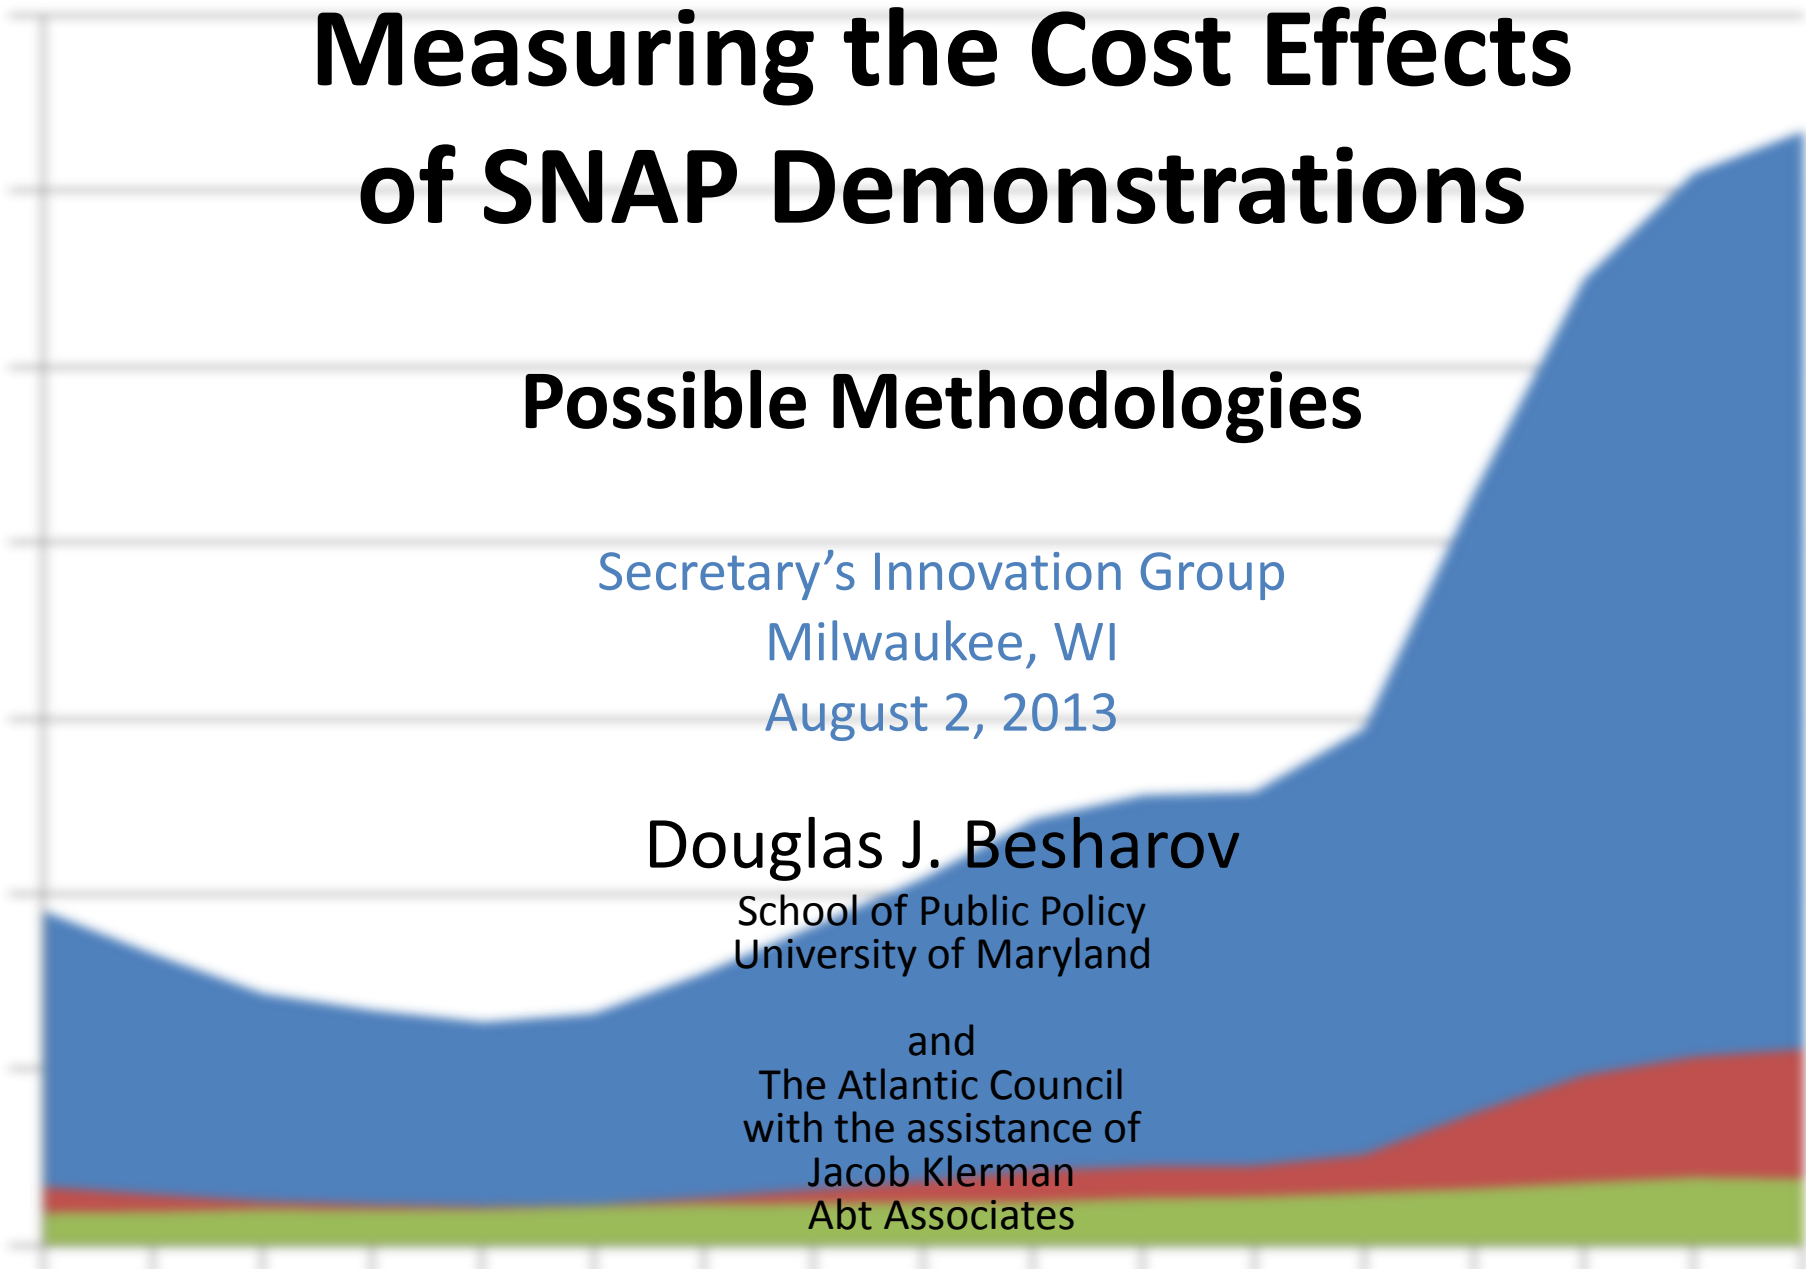 Measuring the Cost Effects
of SNAP Demonstrations
Possible Methodologies
Secretary’s Innovation Group
Milwaukee, WI
August 2, 2013
Douglas J. Besharov
School of Public Policy
University of Maryland
and
The Atlantic Council
with the assistance of
Jacob Klerman
Abt Associates